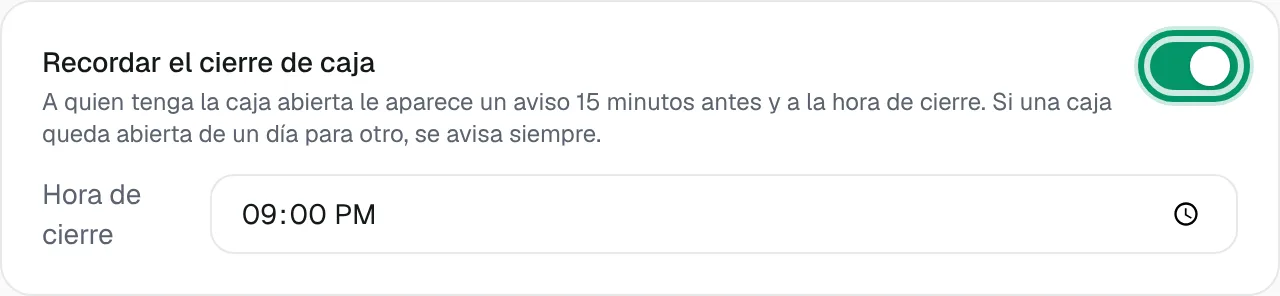 Recordar el cierre de caja
A quien tenga la caja abierta le aparece un aviso 15 minutos antes y a la hora de cierre. Si una caja
queda abierta de un día para otro, se avisa siempre.
Hora de
cierre
09:00 PM